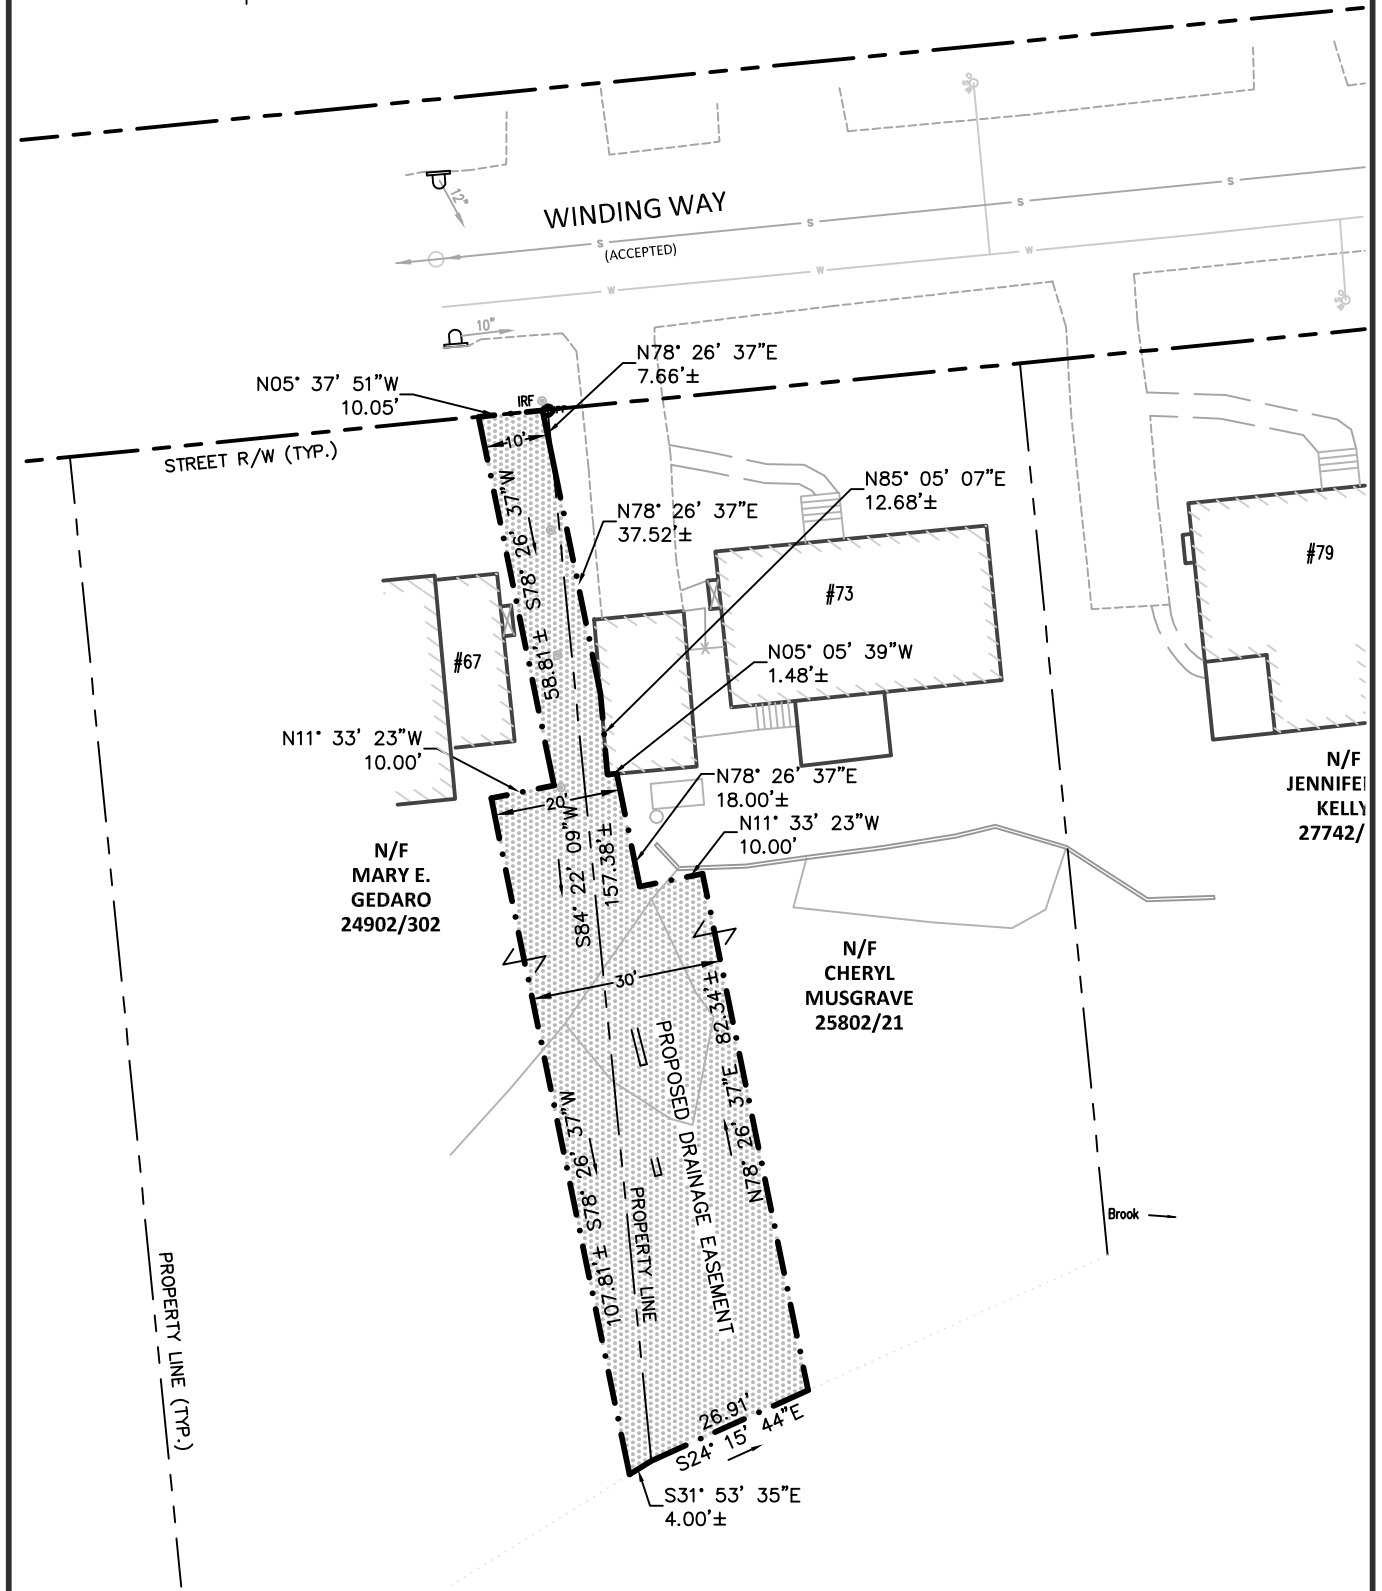 12"
WINDING WAY
(ACCEPTED)
S
S
S
S
W
W
W
10"
N78° 26' 37"E
7.66'±
N05° 37' 51"W
10.05'
IRF
STREET R/W (TYP.)
10'
N85° 05' 07"E
12.68'±
N78° 26' 37"E
37.52'±
S78° 26' 37"W
58.81'±
#73
#79
#67
N05° 05' 39"W
1.48'±
N11° 33' 23"W
10.00'
N78° 26' 37"E
18.00'±
20'
N11° 33' 23"W
10.00'
S84° 22' 09"W
157.38'±
N/F
JENNIFE
KELLY
27742/
N/F
MARY E.
GEDARO
24902/302
N/F
CHERYL
MUSGRAVE
25802/21
30'
N78° 26' 37"E
82.34'±
PROPOSED DRAINAGE EASEMENT
S78° 26' 37"W
107.81'±
PROPERTY LINE
Brook
PROPERTY LINE (TYP.)
26.91'
S24° 15' 44"E
S31° 53' 35"E
4.00'±